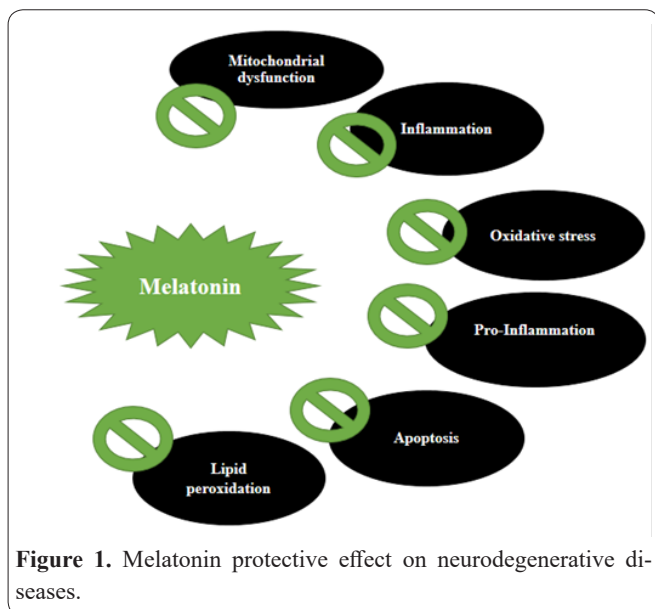 Mitochondrial
dysfunction
Inflammation
Oxidative stress
Melatonin
Pro-Inflammation
Apoptosis
Lipid
peroxidation
Figure 1. Melatonin protective effect on neurodegenerative di-
seases.